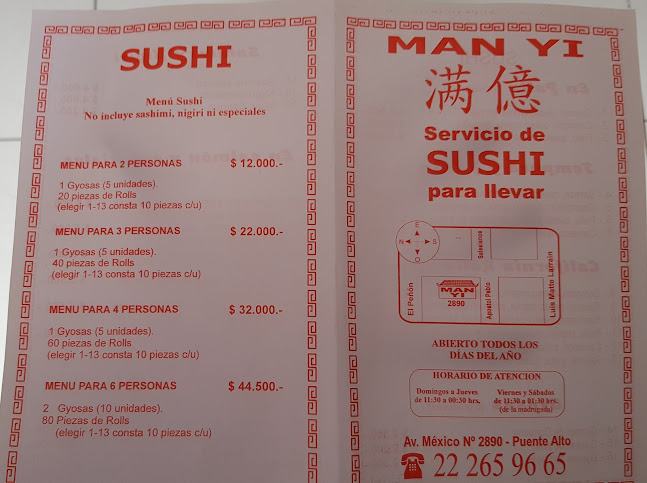 SUSHI
Menú Sushi
No incluye sashimi, nigiri ni especiales
MENU PARA 2 PERSONAS $ 12.000.-
1 Gyosas (5 unidades).
20 piezas de Rolls
(elegir 1-13 consta 10 piezas c/u)
MENU PARA 3 PERSONAS $ 22.000.-
1 Gyosa (5 unidades).
40 piezas de Rolls
(elegir 1-13 consta 10 piezas c/u)
MENU PARA 4 PERSONAS $ 32.000.-
1 Gyosa (5 unidades).
60 piezas de Rolls
(elegir 1-13 consta 10 piezas c/u)
MENU PARA 6 PERSONAS $ 44.500.-
2 Gyosas (10 unidades).
80 Piezas de Rolls
(elegir 1-13 consta 10 piezas c/u)
MAN YI
满億
Servicio de
SUSHI
para llevar
E
N S
O
Salesianos
El Peñón
MAN
YI
2890
Apostol Pablo
Luis Matte Larrain
ABIERTO TODOS LOS
DÍAS DEL AÑO
HORARIO DE ATENCION
Domingos a Jueves
de 11:30 a 00:30 hrs.
Viernes y Sábados
de 11:30 a 01:30 hrs.
(de la madrugada)
Av. México Nº 2890 - Puente Alto
22 265 96 65